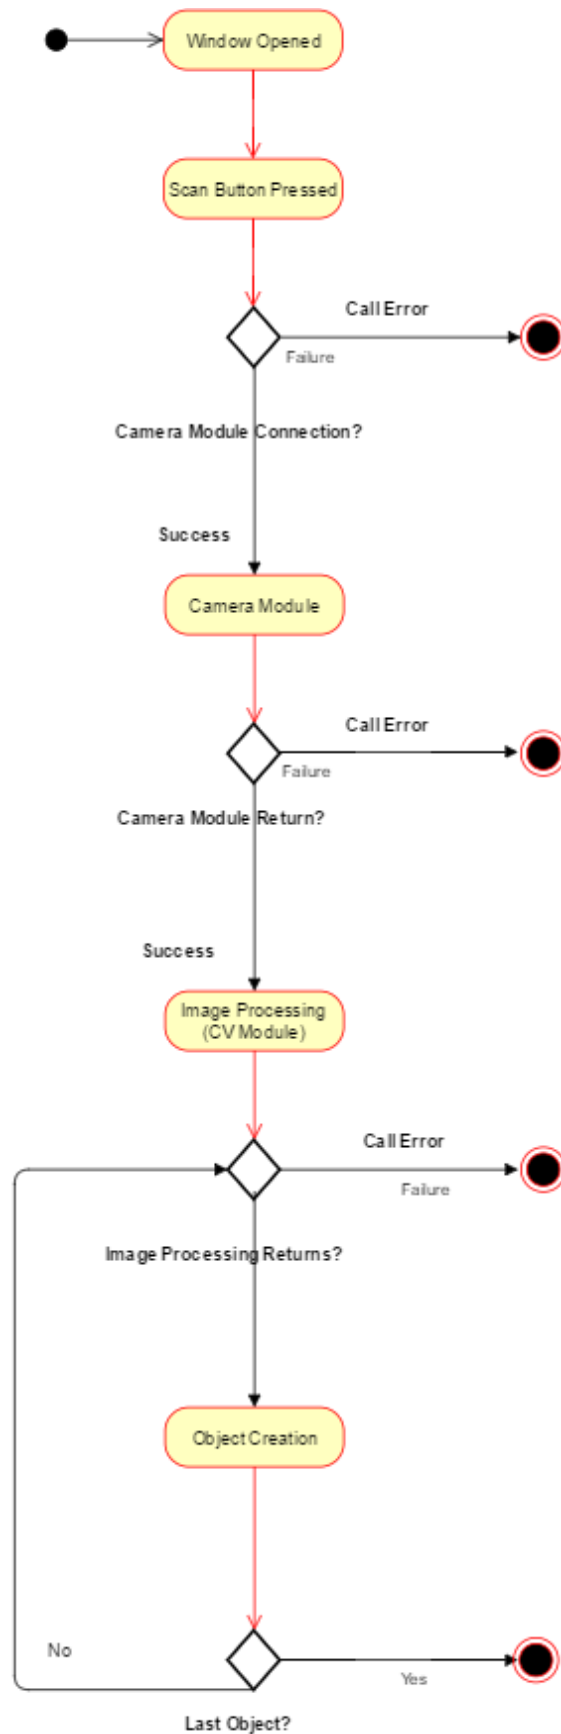 Window Opened
Scan Button Pressed
Call Error
Failure
Camera Module Connection?
Success
Camera Module
Call Error
Failure
Camera Module Return?
Success
Image Processing
(CV Module)
Call Error
Failure
Image Processing Returns?
Object Creation
No
Yes
Last Object?